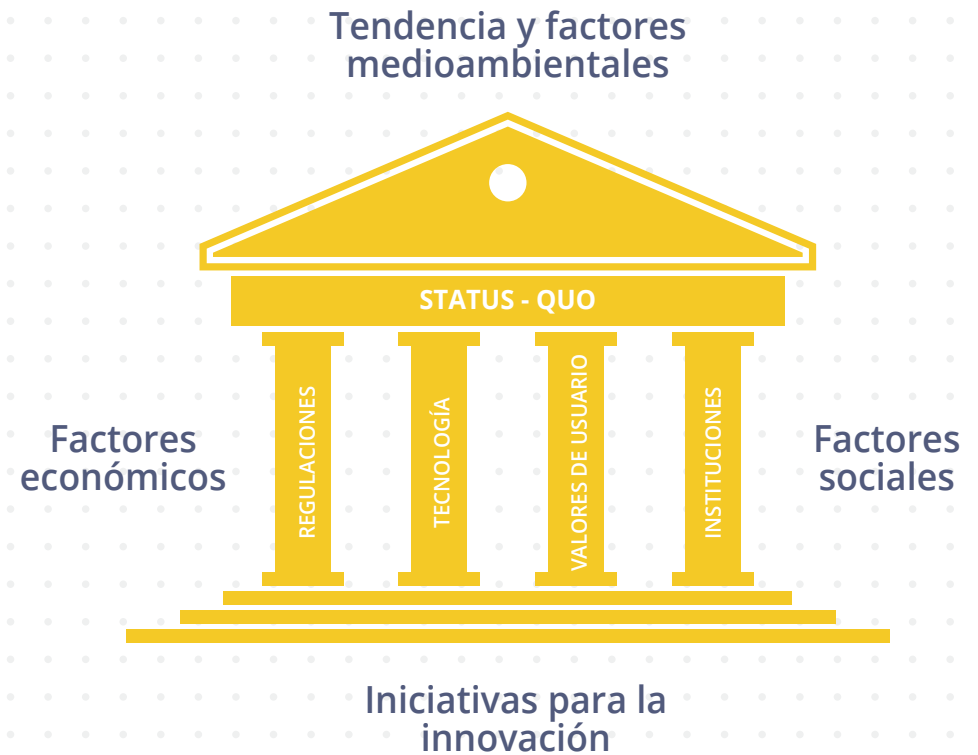 Tendencia y factores
medioambientales
STATUS - QUO
REGULACIONES
TECNOLOGÍA
VALORES DE USUARIO
INSTITUCIONES
Factores
económicos
Factores
sociales
Iniciativas para la
innovación